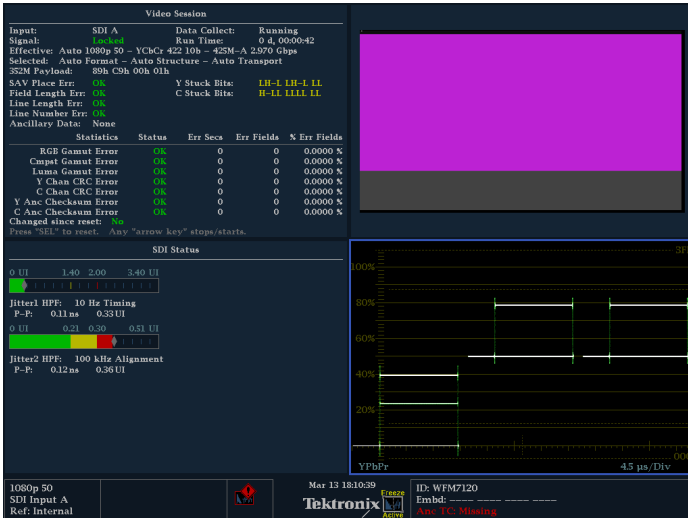 Video Session
Input: SDI A Data Collect: Running
Signal: Locked Run Time: 0 d, 00:00:42
Effective: Auto 1080p 50 – YCbCr 422 10b – 425M–A 2.970 Gbps
Selected: Auto Format – Auto Structure – Auto Transport
352M Payload: 89h C9h 00h 01h
SAV Place Err: OK Y Stuck Bits: LH–L LH–L LL
Field Length Err: OK C Stuck Bits: H–LL LLLL LL
Line Length Err: OK
Line Number Err: OK
Ancillary Data: None
Statistics Status Err Secs Err Fields % Err Fields
RGB Gamut Error OK 0 0 0.0000 %
Cmpst Gamut Error OK 0 0 0.0000 %
Luma Gamut Error OK 0 0 0.0000 %
Y Chan CRC Error OK 0 0 0.0000 %
C Chan CRC Error OK 0 0 0.0000 %
Y Anc Checksum Error OK 0 0 0.0000 %
C Anc Checksum Error OK 0 0 0.0000 %
Changed since reset: No
Press "SEL" to reset. Any "arrow key" stops/starts.
SDI Status
0 UI 1.40 2.00 3.40 UI
Jitter1 HPF: 10 Hz Timing
P–P: 0.11 ns 0.33 UI
0 UI 0.21 0.30 0.51 UI
Jitter2 HPF: 100 kHz Alignment
P–P: 0.12 ns 0.36 UI
100%
80%
60%
40%
20%
YPbPr 4.5 µs/Div
1080p 50
SDI Input A
Ref: Internal
Mar 13 18:10:39
Tektronix
Freeze
Active
ID: WFM7120
Embd: –––– –––– –––– ––––
Anc TC: Missing